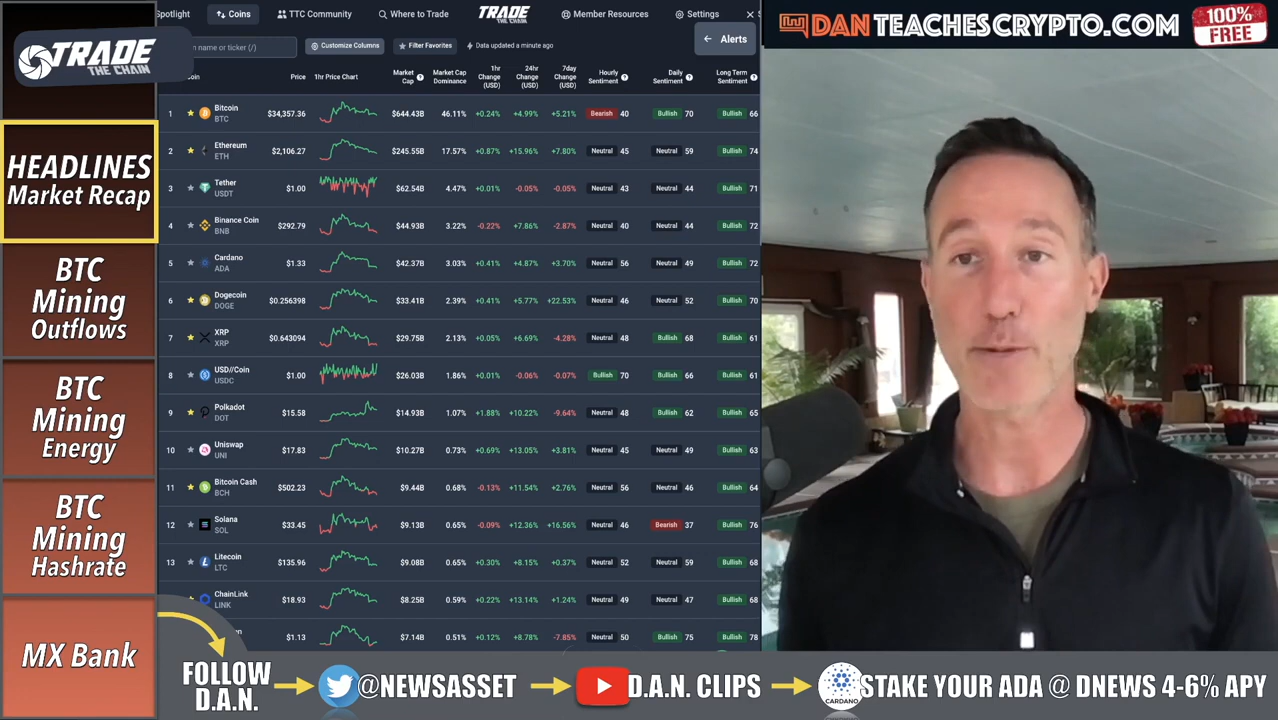 Spotlight
Coins
TTC Community
Where to Trade
TRADE
THE CHAIN
Member Resources
Settings
DANTEACHESCRYPTO.COM
100%
FREE
TRADE
THE CHAIN
n name or ticker (/)
Customize Columns
Filter Favorites
Data updated a minute ago
Alerts
Price 1hr Price Chart Market Cap Market Cap Dominance 1hr Change (USD) 24hr Change (USD) 7day Change (USD) Hourly Sentiment Daily Sentiment Long Term Sentiment
1 Bitcoin BTC $34,357.36 $644.43B 46.11% +0.24% +4.99% +5.21% Bearish 40 Bullish 70 Bullish 66
2 Ethereum ETH $2,106.27 $245.55B 17.57% +0.87% +15.96% +7.80% Neutral 45 Neutral 59 Bullish 74
3 Tether USDT $1.00 $62.54B 4.47% +0.01% -0.05% -0.05% Neutral 43 Neutral 44 Bullish 71
4 Binance Coin BNB $292.79 $44.93B 3.22% -0.22% +7.86% -2.87% Neutral 40 Neutral 44 Bullish 72
5 Cardano ADA $1.33 $42.37B 3.03% +0.41% +4.87% +3.70% Neutral 56 Neutral 49 Bullish 72
6 Dogecoin DOGE $0.256398 $33.41B 2.39% +0.41% +5.77% +22.53% Neutral 46 Neutral 52 Bullish 70
7 XRP XRP $0.643094 $29.75B 2.13% +0.05% +6.69% -4.28% Neutral 48 Bullish 68 Bullish 61
8 USD//Coin USDC $1.00 $26.03B 1.86% +0.01% -0.06% -0.07% Bullish 70 Bullish 66 Bullish 61
9 Polkadot DOT $15.58 $14.93B 1.07% +1.88% +10.22% -9.64% Neutral 48 Bullish 62 Bullish 65
10 Uniswap UNI $17.83 $10.27B 0.73% +0.69% +13.05% +3.81% Neutral 45 Neutral 49 Bullish 63
11 Bitcoin Cash BCH $502.23 $9.44B 0.68% -0.13% +11.54% +2.76% Neutral 56 Neutral 46 Bullish 64
12 Solana SOL $33.45 $9.13B 0.65% -0.09% +12.36% +16.56% Neutral 46 Bearish 37 Bullish 76
13 Litecoin LTC $135.96 $9.08B 0.65% +0.30% +8.15% +0.37% Neutral 52 Neutral 59 Bullish 68
ChainLink LINK $18.93 $8.25B 0.59% +0.22% +13.14% +1.24% Neutral 49 Neutral 47 Bullish 68
$1.13 $7.14B 0.51% +0.12% +8.78% -7.85% Neutral 50 Bullish 75 Bullish 78
HEADLINES
Market Recap
BTC
Mining
Outflows
BTC
Mining
Energy
BTC
Mining
Hashrate
MX Bank
FOLLOW
D.A.N.
@NEWSASSET
D.A.N. CLIPS
CARDANO
STAKE YOUR ADA @ DNEWS 4-6% APY